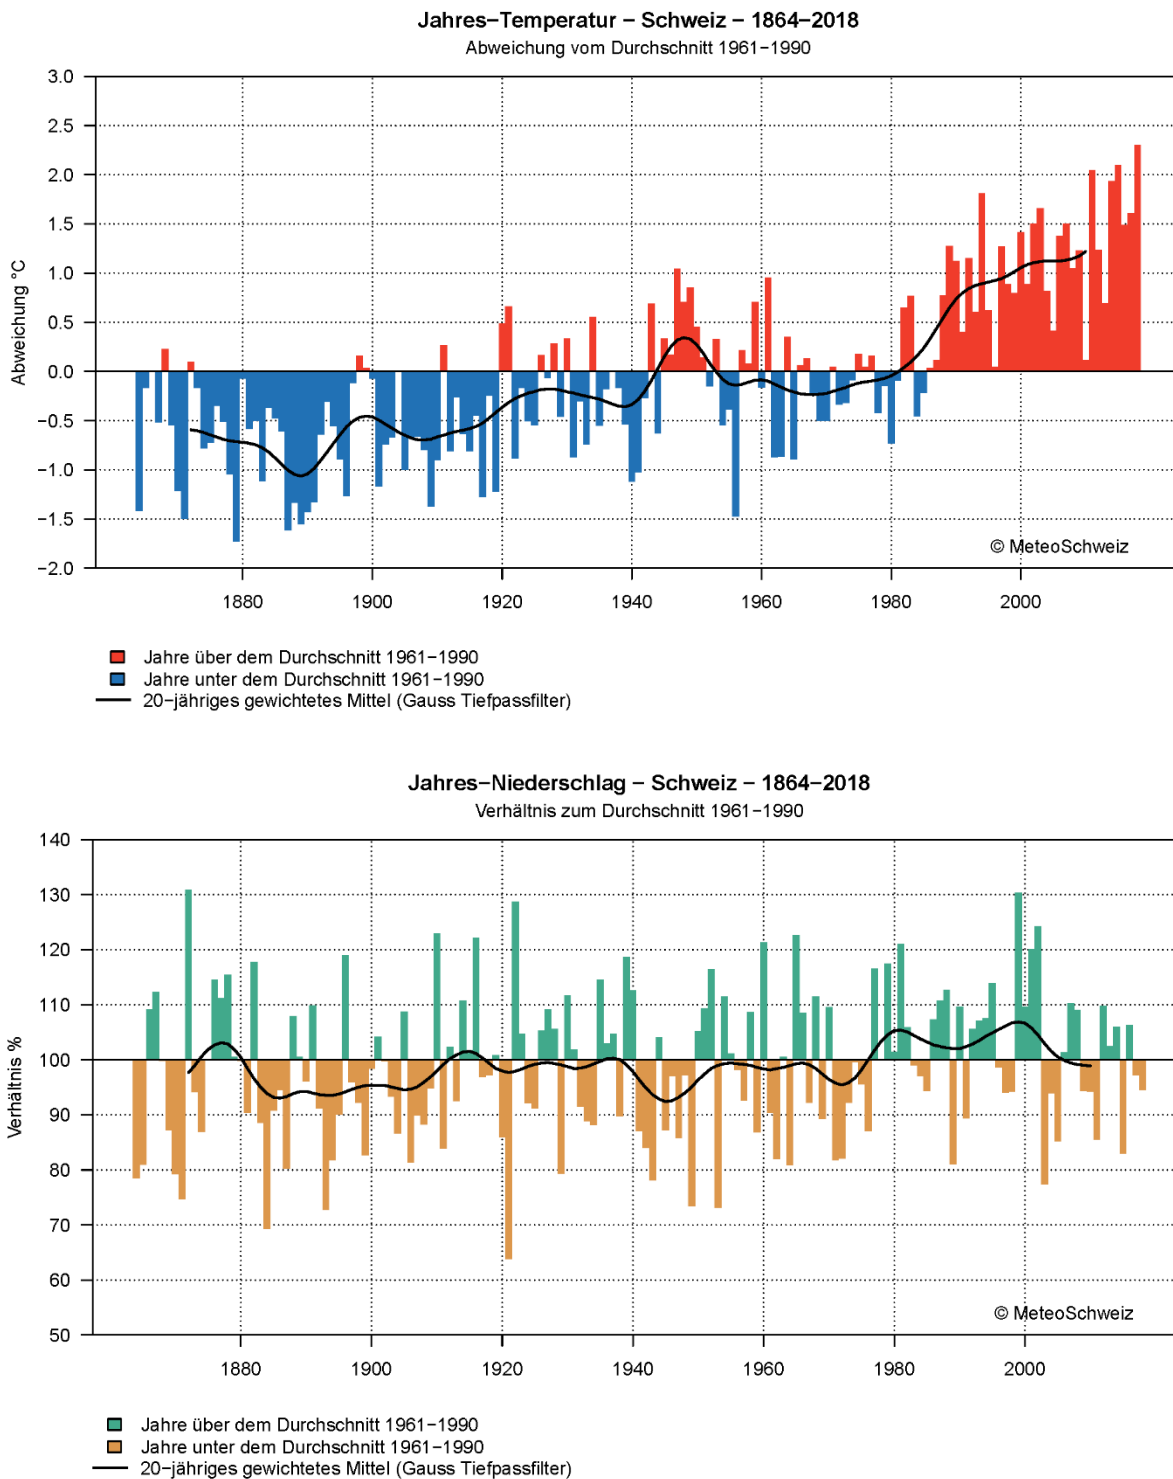 Jahres−Temperatur − Schweiz − 1864−2018
Abweichung vom Durchschnitt 1961−1990
3.0
2.5
2.0
1.5
1.0
0.5
0.0
−0.5
−1.0
−1.5
−2.0
Abweichung °C
© MeteoSchweiz
1880 1900 1920 1940 1960 1980 2000
Jahre über dem Durchschnitt 1961−1990
Jahre unter dem Durchschnitt 1961−1990
20−jähriges gewichtetes Mittel (Gauss Tiefpassfilter)
Jahres−Niederschlag − Schweiz − 1864−2018
Verhältnis zum Durchschnitt 1961−1990
140
130
120
110
100
90
80
70
60
50
Verhältnis %
© MeteoSchweiz
1880 1900 1920 1940 1960 1980 2000
Jahre über dem Durchschnitt 1961−1990
Jahre unter dem Durchschnitt 1961−1990
20−jähriges gewichtetes Mittel (Gauss Tiefpassfilter)